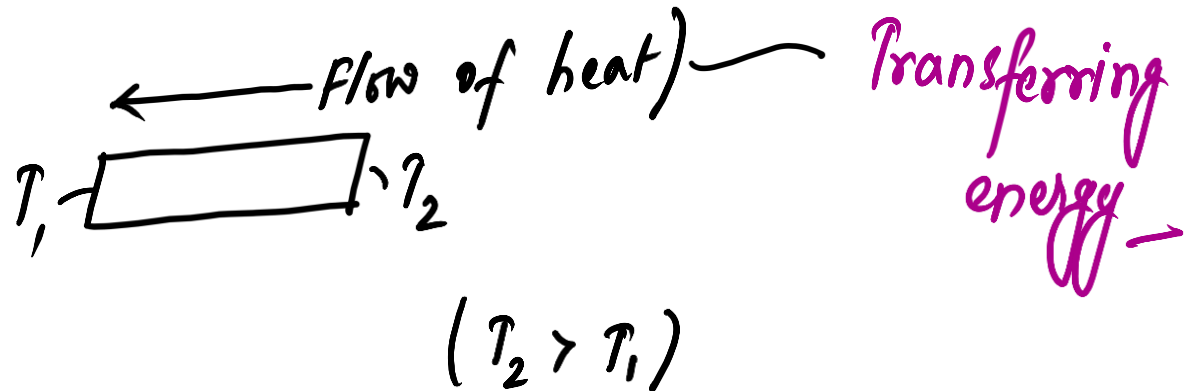 Flow of heat) Transferring
energy
T₁ T₂
(T₂ > T₁)